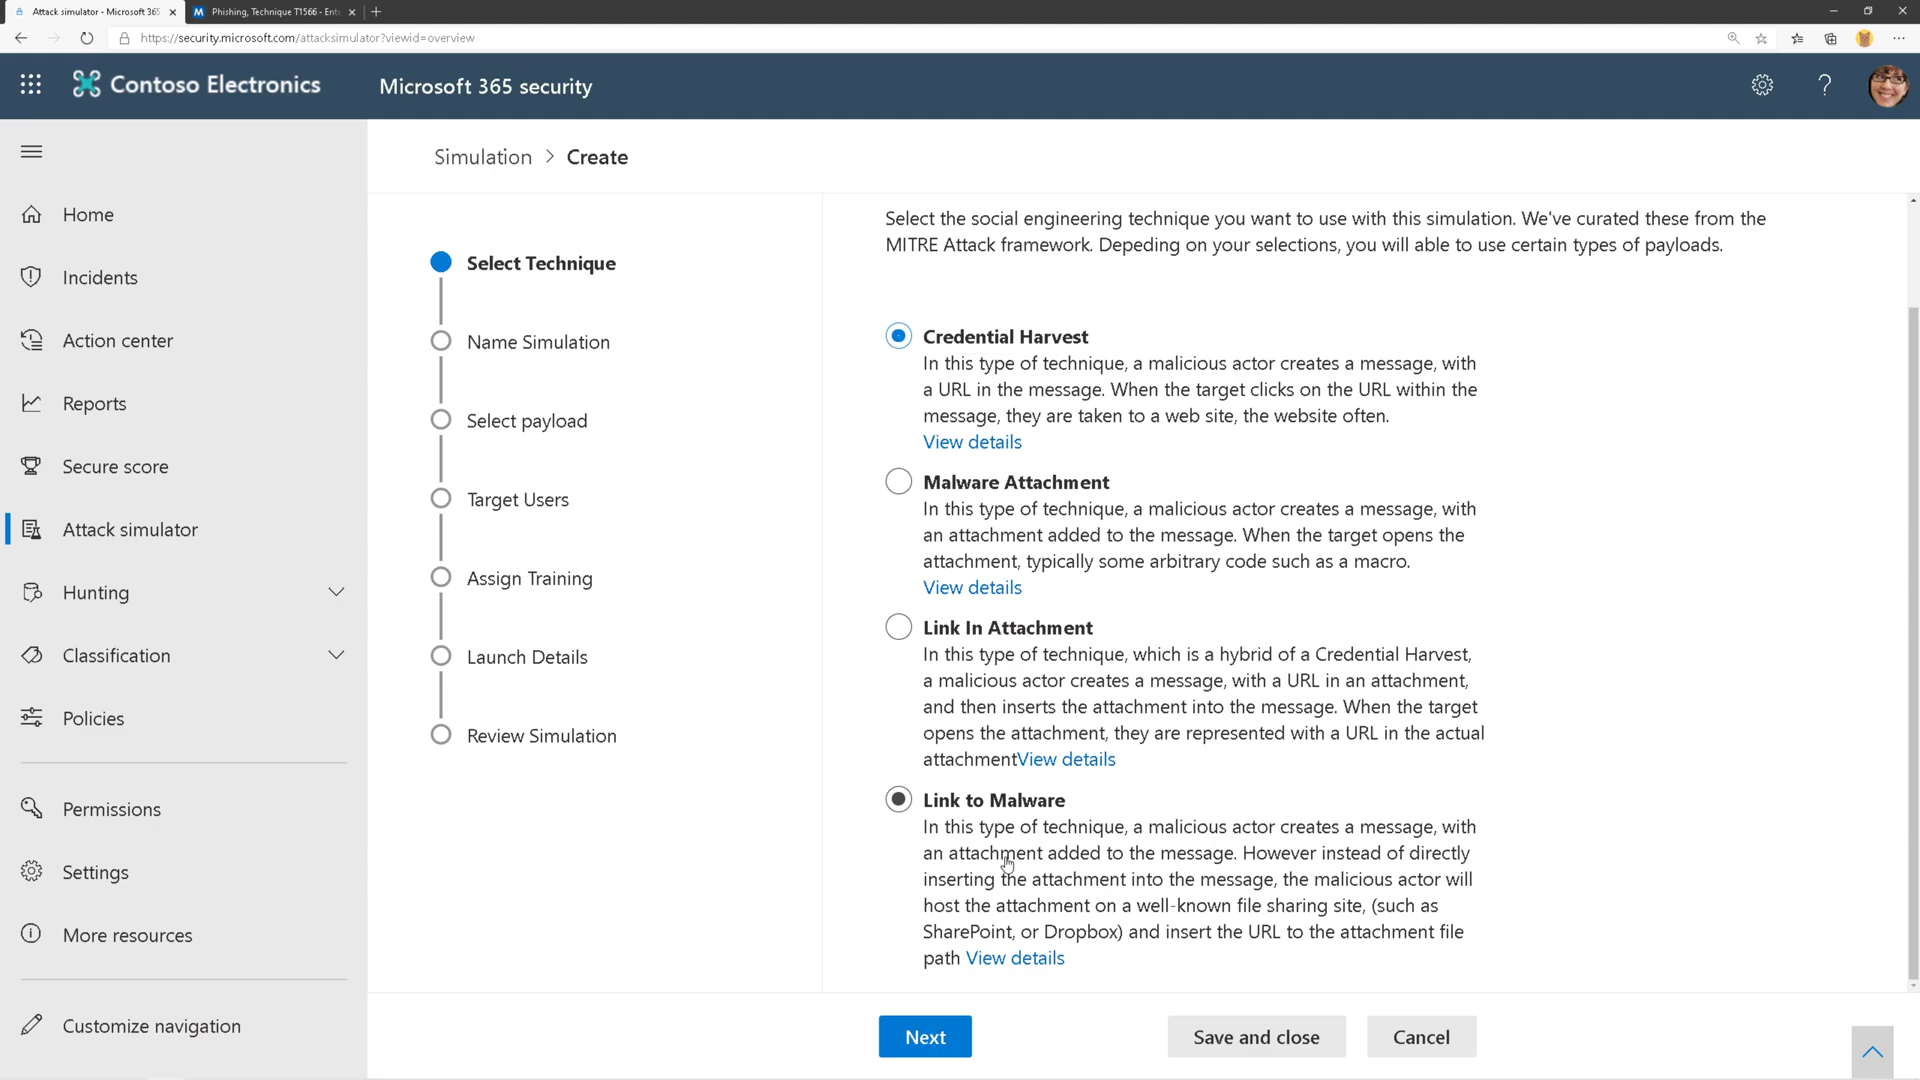 Attack simulator - Microsoft 365
Phishing, Technique T1566 - Ent
https://security.microsoft.com/attacksimulator?viewid=overview
Contoso Electronics
Microsoft 365 security
Simulation > Create
Home
Incidents
Action center
Reports
Secure score
Attack simulator
Hunting
Classification
Policies
Permissions
Settings
More resources
Customize navigation
Select Technique
Name Simulation
Select payload
Target Users
Assign Training
Launch Details
Review Simulation
Select the social engineering technique you want to use with this simulation. We've curated these from the
MITRE Attack framework. Depeding on your selections, you will able to use certain types of payloads.
Credential Harvest
In this type of technique, a malicious actor creates a message, with
a URL in the message. When the target clicks on the URL within the
message, they are taken to a web site, the website often.
View details
Malware Attachment
In this type of technique, a malicious actor creates a message, with
an attachment added to the message. When the target opens the
attachment, typically some arbitrary code such as a macro.
View details
Link In Attachment
In this type of technique, which is a hybrid of a Credential Harvest,
a malicious actor creates a message, with a URL in an attachment,
and then inserts the attachment into the message. When the target
opens the attachment, they are represented with a URL in the actual
attachmentView details
Link to Malware
In this type of technique, a malicious actor creates a message, with
an attachment added to the message. However instead of directly
inserting the attachment into the message, the malicious actor will
host the attachment on a well-known file sharing site, (such as
SharePoint, or Dropbox) and insert the URL to the attachment file
path View details
Next
Save and close
Cancel